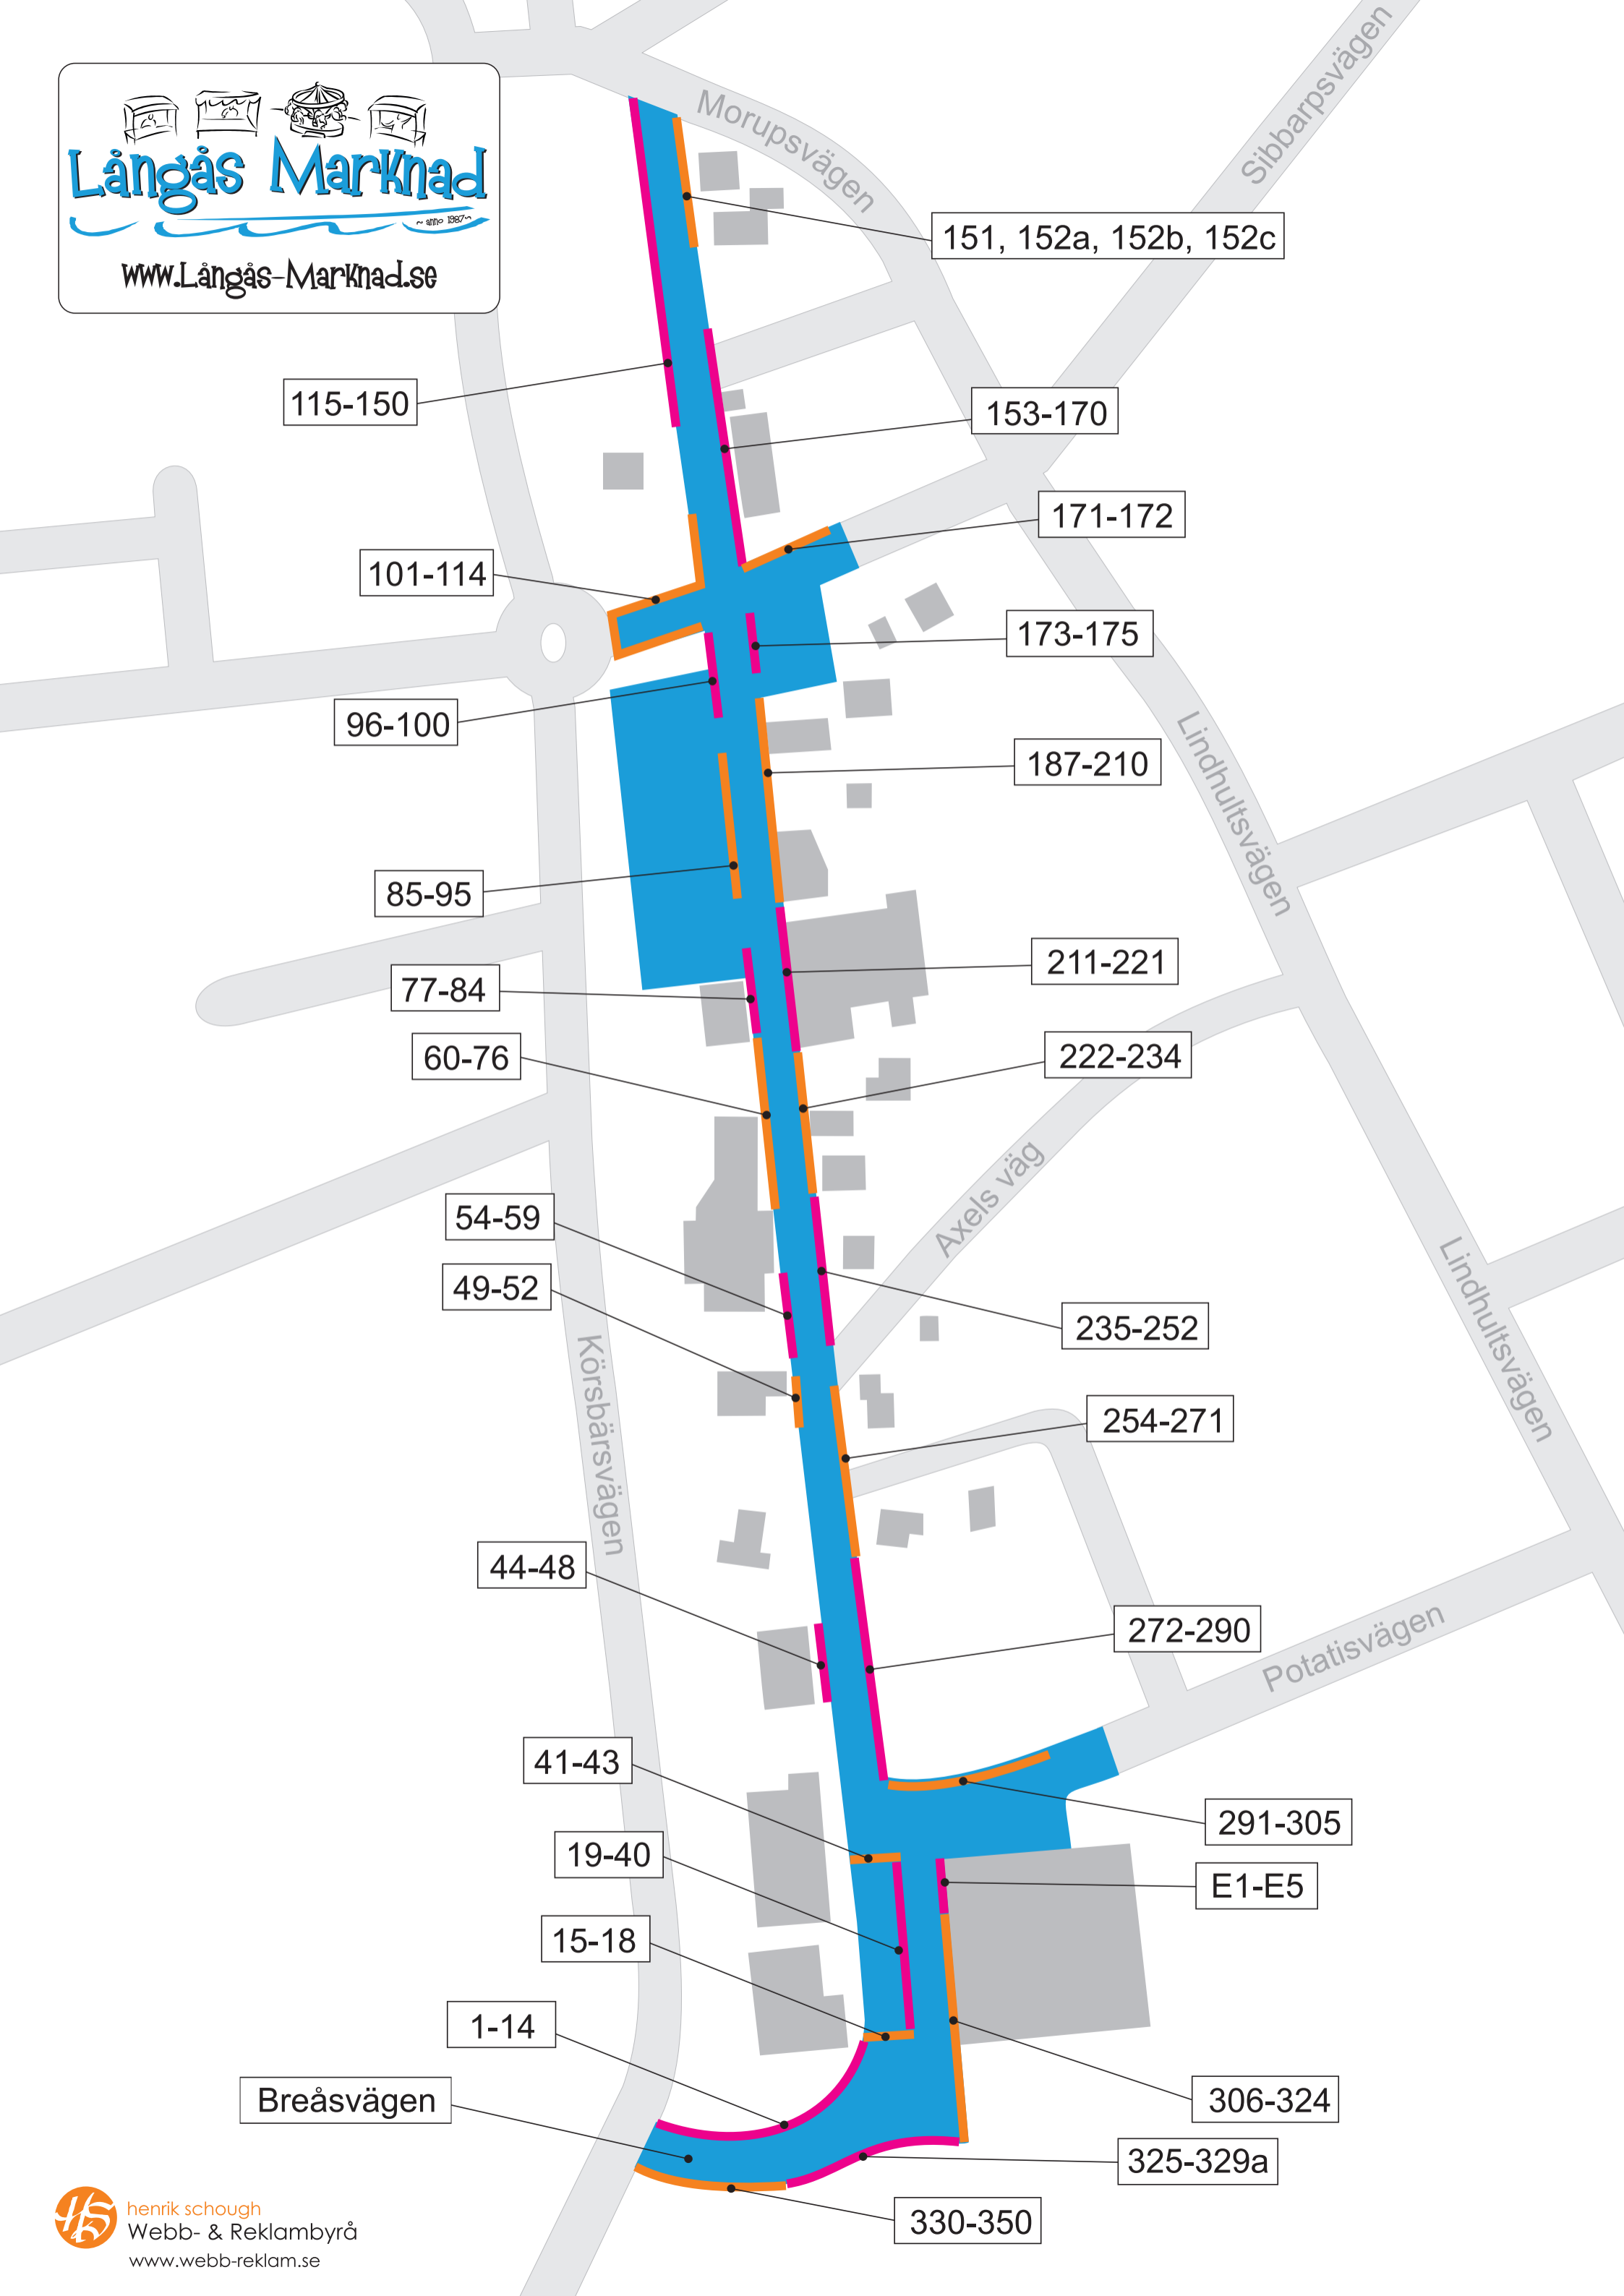 Långås Marknad
~ anno 1987~
www.Långås-Marknad.se
Morupsvägen
Sibbarpsvägen
151, 152a, 152b, 152c
115-150
153-170
171-172
101-114
173-175
96-100
187-210
Lindhultsvägen
85-95
211-221
77-84
60-76
222-234
Axels väg
54-59
49-52
235-252
Lindhultsvägen
Körsbärsvägen
254-271
44-48
272-290
Potatisvägen
41-43
291-305
19-40
E1-E5
15-18
1-14
Breåsvägen
306-324
325-329a
330-350
henrik schough
Webb- & Reklambyrå
www.webb-reklam.se